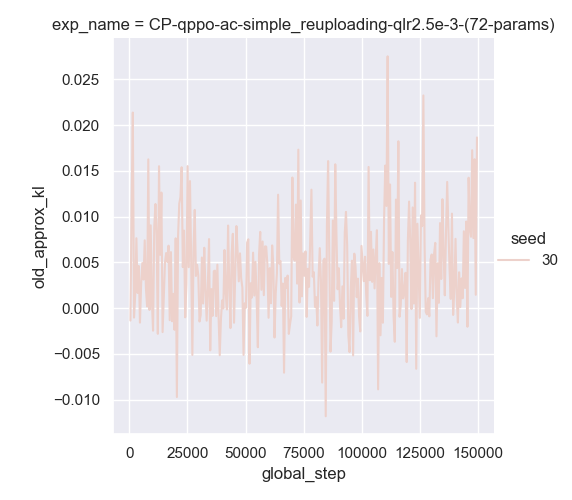 exp_name = CP-qppo-ac-simple_reuploading-qlr2.5e-3-(72-params)
0.025
0.020
0.015
0.010
0.005
0.000
−0.005
−0.010
old_approx_kl
0 25000 50000 75000 100000 125000 150000
global_step
seed
30